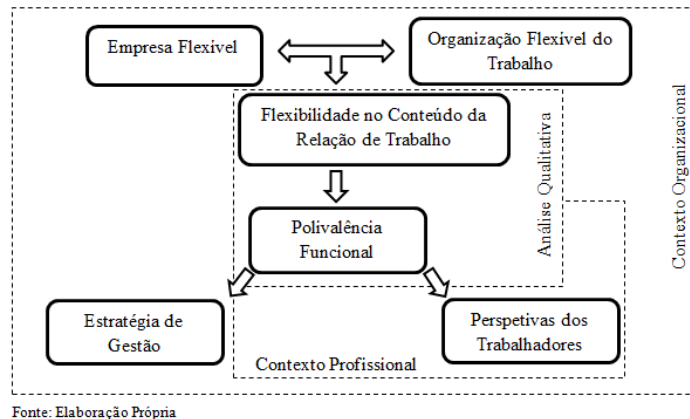 Empresa Flexível
Organização Flexível do
Trabalho
Flexibilidade no Conteúdo da
Relação de Trabalho
Análise Qualitativa
Contexto Organizacional
Polivalência
Funcional
Estratégia de
Gestão
Perspetivas dos
Trabalhadores
Contexto Profissional
Fonte: Elaboração Própria